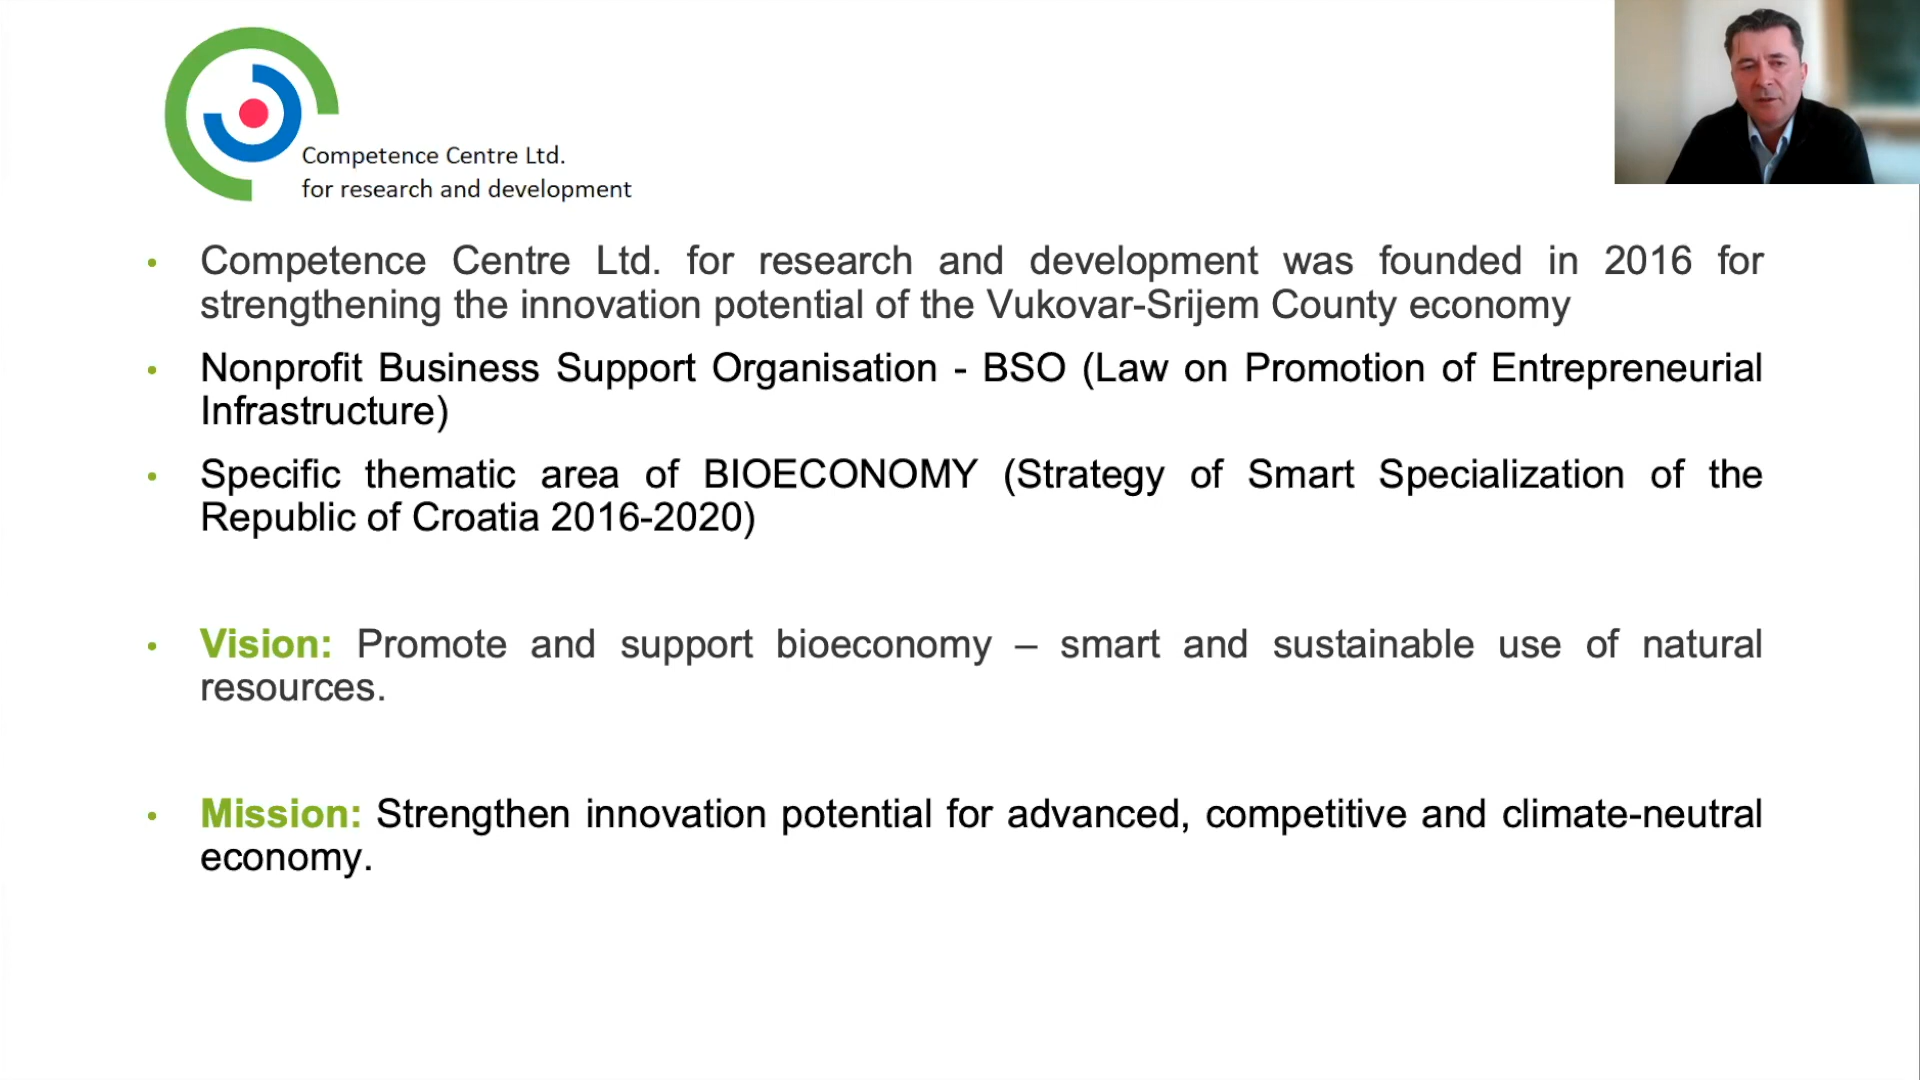 Competence Centre Ltd.
for research and development
• Competence Centre Ltd. for research and development was founded in 2016 for
strengthening the innovation potential of the Vukovar-Srijem County economy
• Nonprofit Business Support Organisation - BSO (Law on Promotion of Entrepreneurial
Infrastructure)
• Specific thematic area of BIOECONOMY (Strategy of Smart Specialization of the
Republic of Croatia 2016-2020)
• Vision: Promote and support bioeconomy – smart and sustainable use of natural
resources.
• Mission: Strengthen innovation potential for advanced, competitive and climate-neutral
economy.